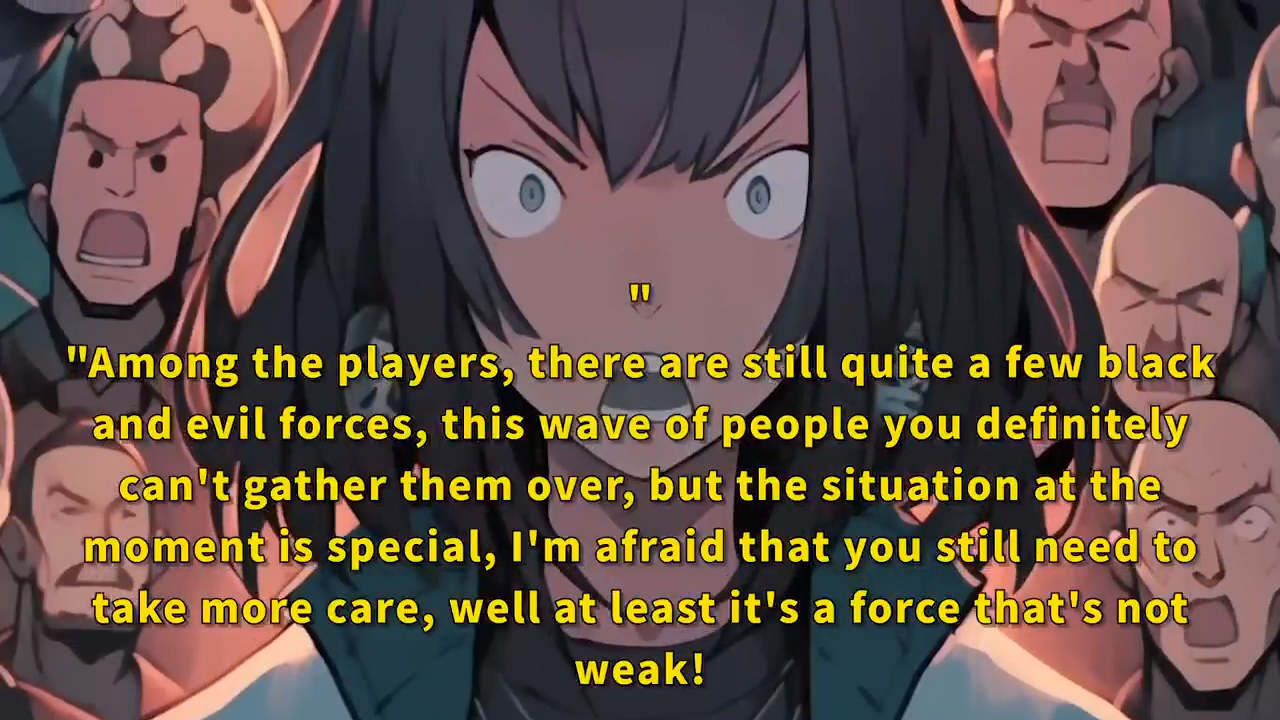 "
"Among the players, there are still quite a few black
and evil forces, this wave of people you definitely
can't gather them over, but the situation at the
moment is special, I'm afraid that you still need to
take more care, well at least it's a force that's not
weak!